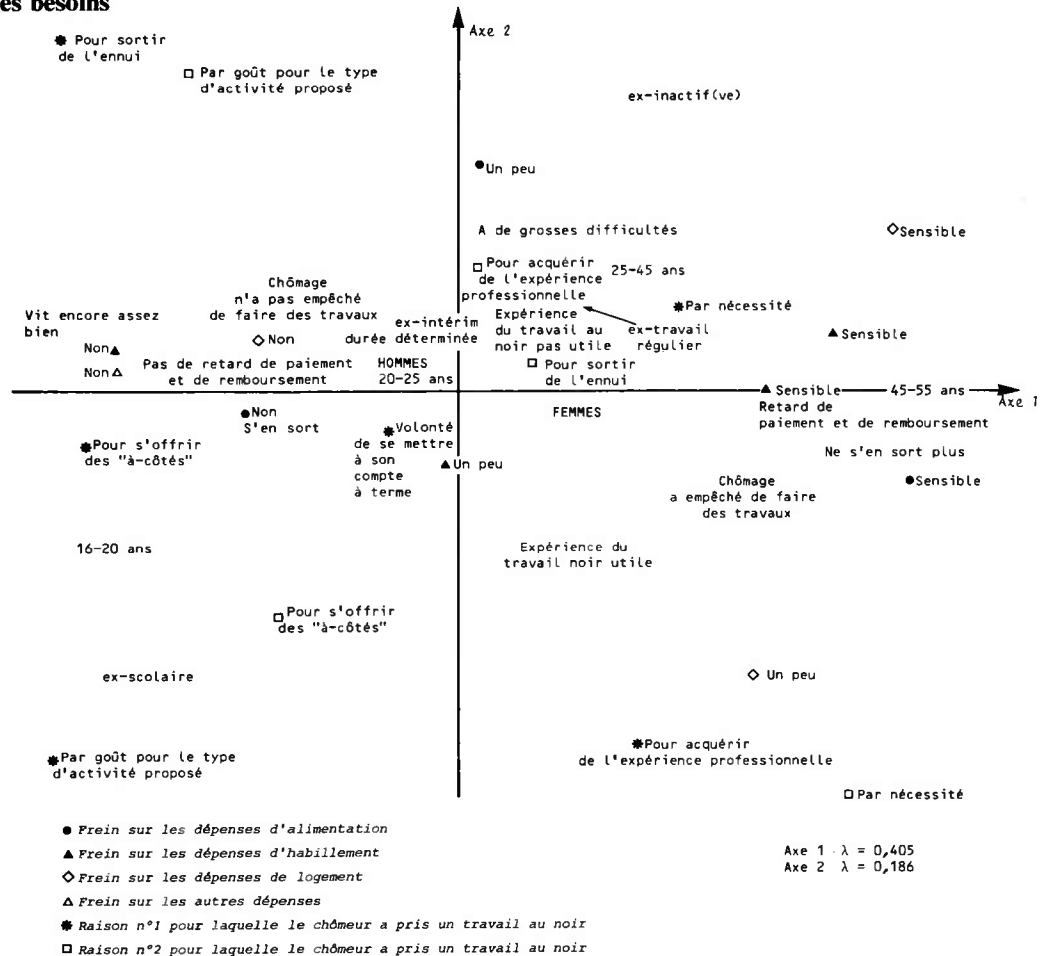 es besoins
Axe 2
Pour sortir
de l'ennui
Par goût pour le type
d'activité proposé
ex-inactif(ve)
Un peu
A de grosses difficultés
Sensible
Pour acquérir
de l'expérience
professionnelle
25-45 ans
Chômage
n'a pas empêché
de faire des travaux
Par nécessité
Vit encore assez
bien
ex-intérim
durée déterminée
Expérience
du travail au
noir pas utile
ex-travail
régulier
Sensible
Non
Non
Non
Pas de retard de paiement
et de remboursement
HOMMES
20-25 ans
Pour sortir
de l'ennui
Sensible
45-55 ans
Axe 1
Retard de
paiement et de remboursement
Non
S'en sort
FEMMES
Pour s'offrir
des "à-côtés"
Volonté
de se mettre
à son
compte
à terme
Un peu
Ne s'en sort plus
Chômage
a empêché de faire
des travaux
Sensible
16-20 ans
Expérience du
travail noir utile
Pour s'offrir
des "à-côtés"
ex-scolaire
Un peu
Par goût pour le type
d'activité proposé
Pour acquérir
de l'expérience professionnelle
Par nécessité
Frein sur les dépenses d'alimentation
Frein sur les dépenses d'habillement
Frein sur les dépenses de logement
Frein sur les autres dépenses
Raison n°1 pour laquelle le chômeur a pris un travail au noir
Raison n°2 pour laquelle le chômeur a pris un travail au noir
Axe 1 λ = 0,405
Axe 2 λ = 0,186